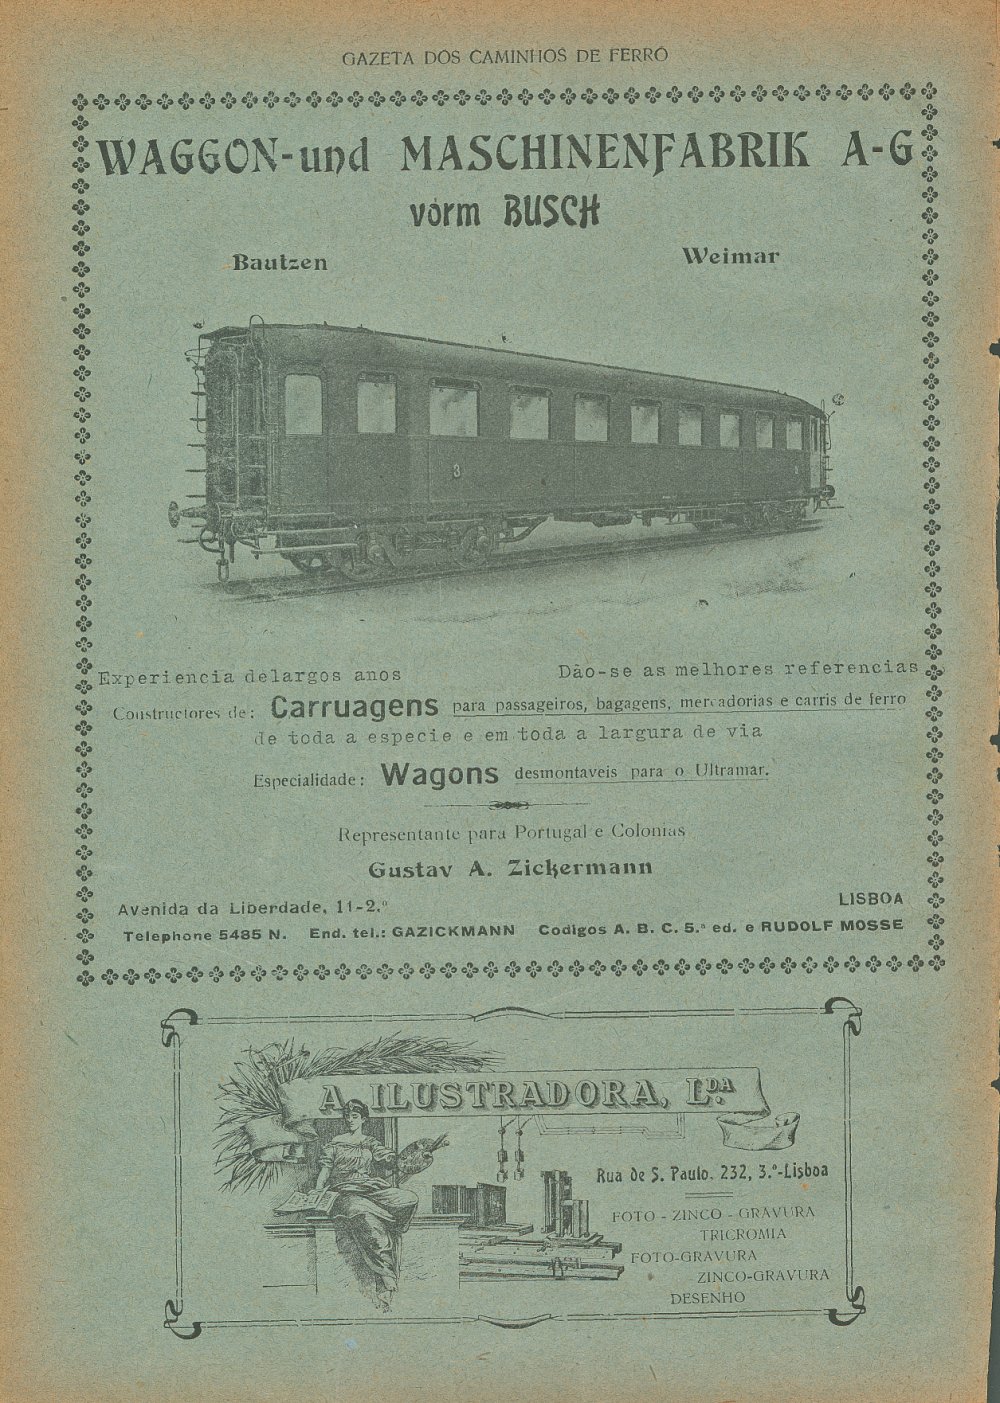 GAZETA DOS CAMINHOS DE FERRO
WAGGON-und MASCHINENFABRIK A-G
vorm BUSCH
Bautzen Weimar
3
Experiencia delargos anos Dão-se as melhores referencias
Constructores de: Carruagens para passageiros, bagagens, mercadorias e carris de ferro
de toda a especie e em toda a largura de via
Especialidade: Wagons desmontaveis para o Ultramar.
Representante para Portugal e Colonias
Gustav A. Zickermann
Avenida da Liberdade, 11-2.º LISBOA
Telephone 5485 N. End. tel.: GAZICKMANN Codigos A. B. C. 5.ª ed. e RUDOLF MOSSE
A ILUSTRADORA, L.DA
Rua de S. Paulo, 232, 3.º-Lisboa
FOTO - ZINCO - GRAVURA
TRICROMIA
FOTO-GRAVURA
ZINCO-GRAVURA
DESENHO